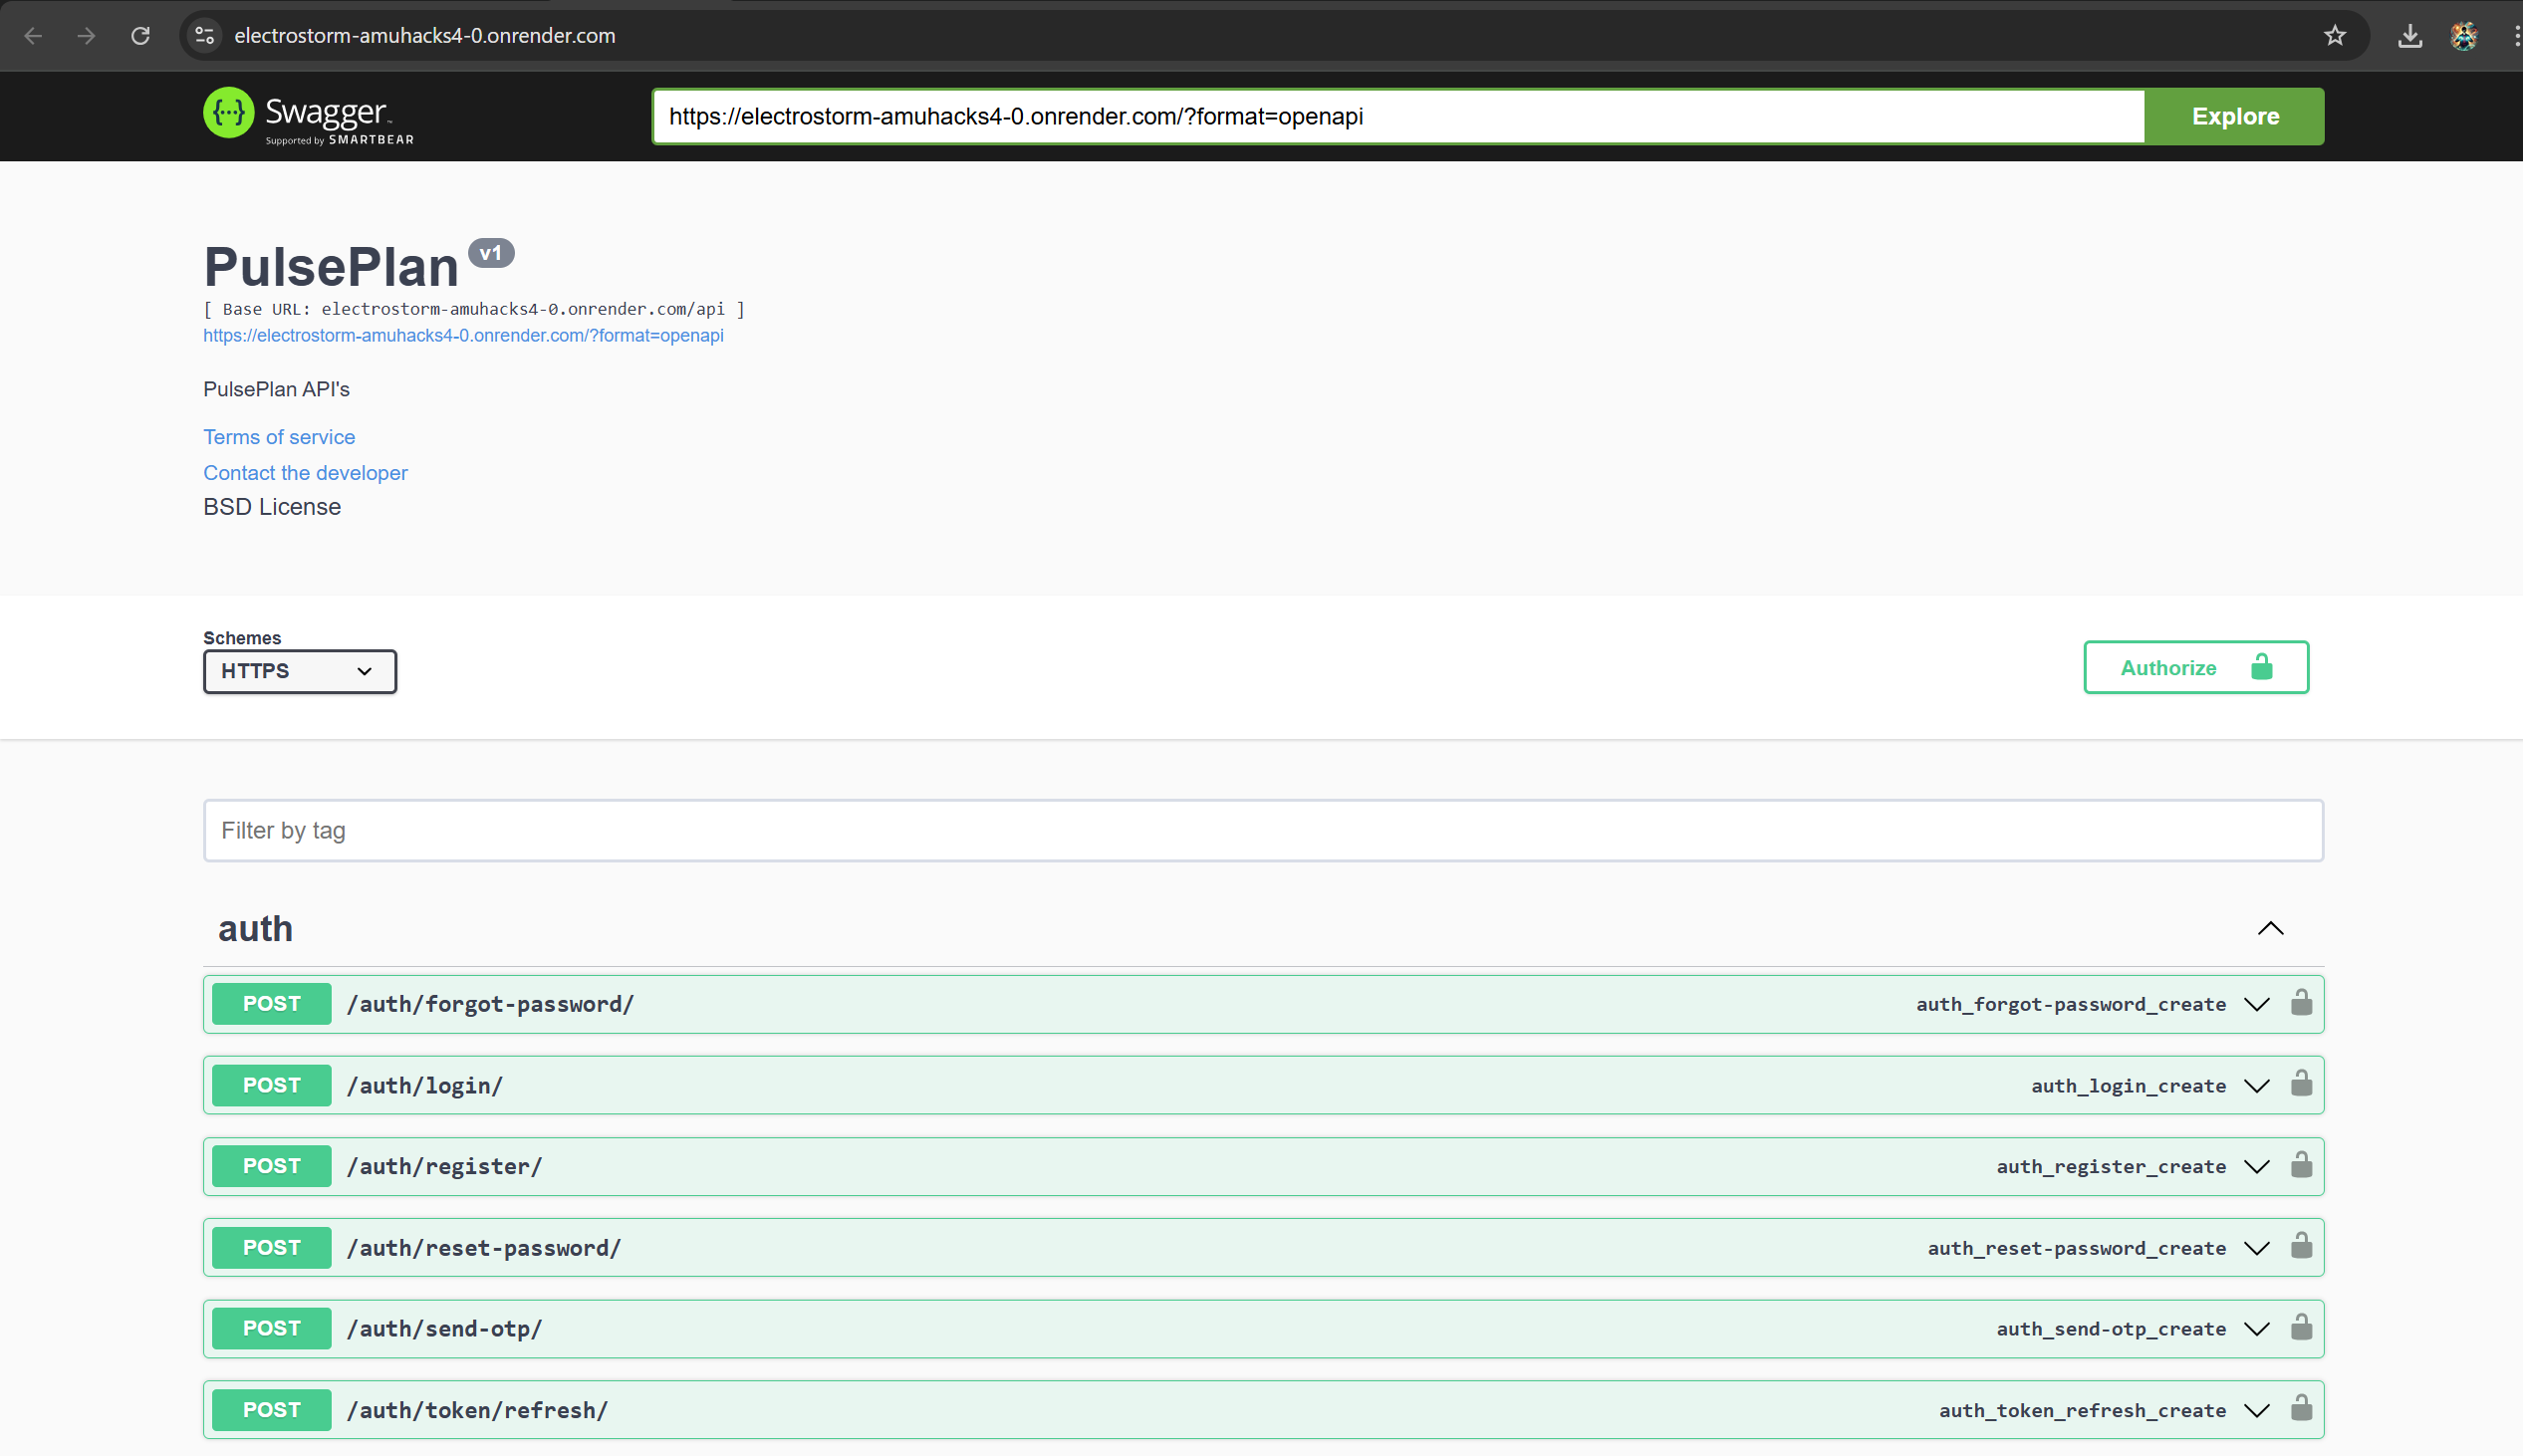 electrostorm-amuhacks4-0.onrender.com
Swagger™
Supported by SMARTBEAR
https://electrostorm-amuhacks4-0.onrender.com/?format=openapi
Explore
PulsePlan v1
[ Base URL: electrostorm-amuhacks4-0.onrender.com/api ]
https://electrostorm-amuhacks4-0.onrender.com/?format=openapi
PulsePlan API's
Terms of service
Contact the developer
BSD License
Schemes
HTTPS
Authorize
Filter by tag
auth
POST /auth/forgot-password/ auth_forgot-password_create
POST /auth/login/ auth_login_create
POST /auth/register/ auth_register_create
POST /auth/reset-password/ auth_reset-password_create
POST /auth/send-otp/ auth_send-otp_create
POST /auth/token/refresh/ auth_token_refresh_create